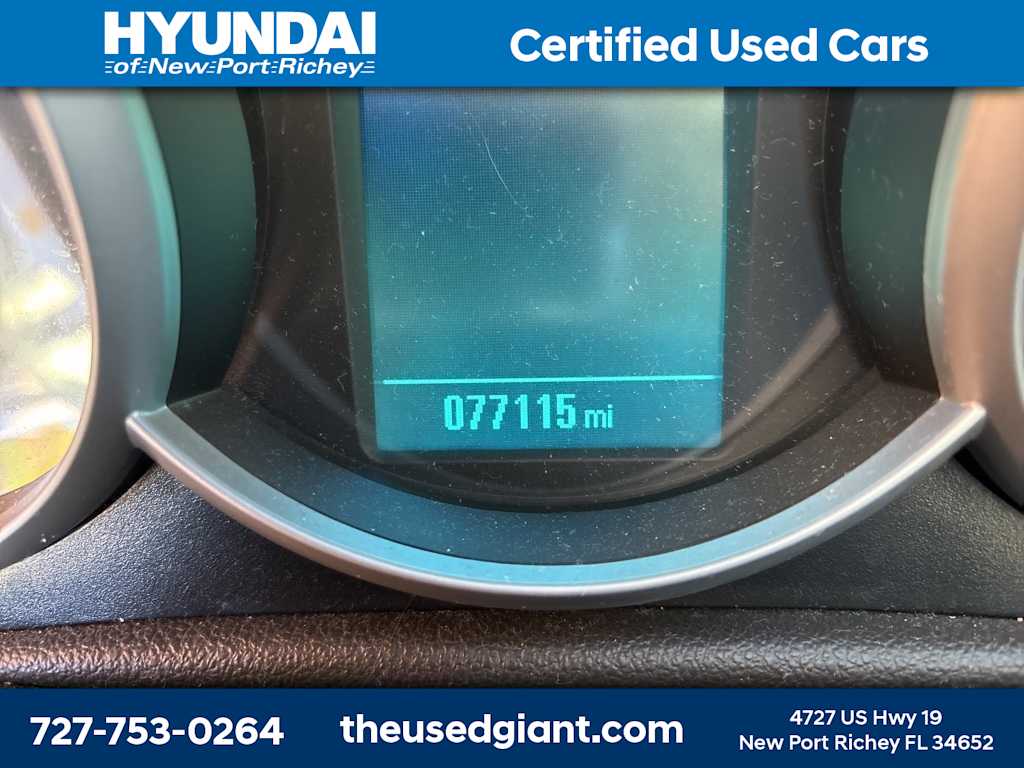 HYUNDAI
of New Port Richey
Certified Used Cars
077115 mi
727-753-0264
theusedgiant.com
4727 US Hwy 19
New Port Richey FL 34652